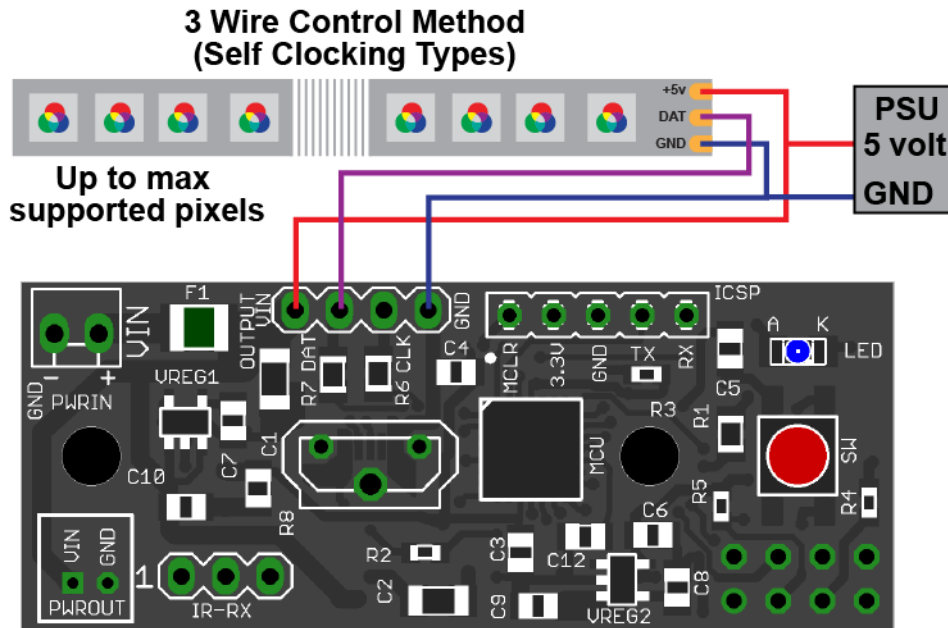 3 Wire Control Method
(Self Clocking Types)
+5v
DAT
GND
PSU
5 volt
GND
Up to max
supported pixels
F1
OUTPUT
VIN
GND
ICSP
VIN
GND
-
+
PWRIN
VREG1
R7
DAT
R6
CLK
C4
MCLR
3.3V
GND
TX
RX
C5
A
K
LED
C10
C7
C1
R8
MCU
R3
R1
SW
R5
R4
VIN
GND
PWROUT
1
IR-RX
R2
C2
C3
C9
C12
C6
VREG2
C8